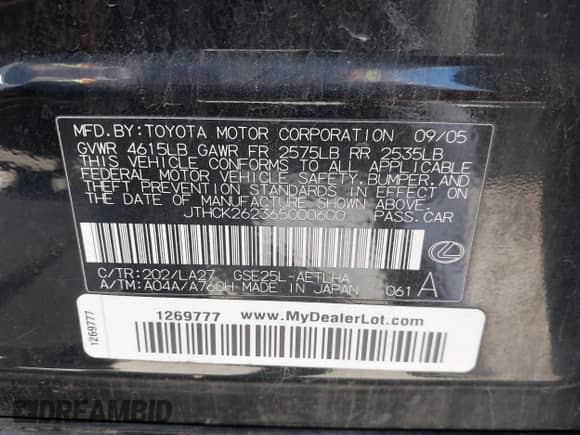 MFD.BY:TOYOTA MOTOR CORPORATION 09/05
GVWR 4615LB GAWR FR 2575LB RR 2535LB
THIS VEHICLE CONFORMS TO ALL APPLICABLE
FEDERAL MOTOR VEHICLE SAFETY, BUMPER, AND
THEFT PREVENTION STANDARDS IN EFFECT ON
THE DATE OF MANUFACTURE SHOWN ABOVE.
JTHCK262365000600 PASS.CAR
C/TR:202/LA27 GSE25L-AETLHA
A/TM:A04A/A760H-MADE IN JAPAN 061 A
1269777 www.MyDealerLot.com
1269777
DREAMBID